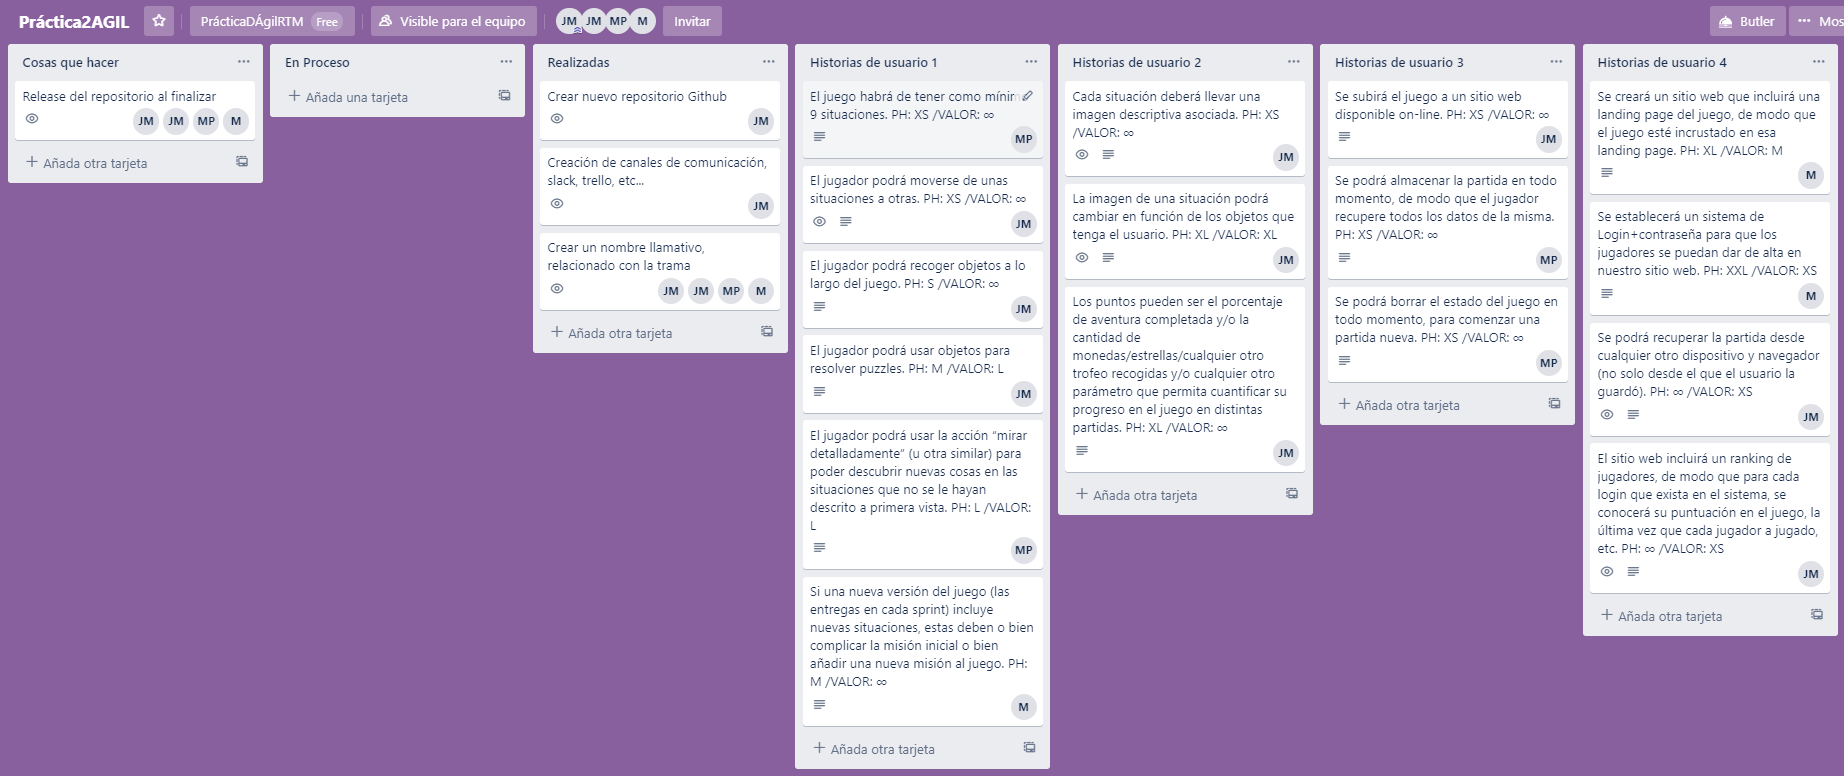 Práctica2AGIL
PrácticaDÁgilRTM Free
Visible para el equipo
JM JM MP M
Invitar
Butler
Mos
Cosas que hacer
Release del repositorio al finalizar
JM JM MP M
Añada otra tarjeta
En Proceso
Añada una tarjeta
Realizadas
Crear nuevo repositorio Github
JM
Creación de canales de comunicación,
slack, trello, etc...
JM
Crear un nombre llamativo,
relacionado con la trama
JM JM MP M
Añada otra tarjeta
Historias de usuario 1
El juego habrá de tener como mínim
9 situaciones. PH: XS /VALOR: ∞
MP
El jugador podrá moverse de unas
situaciones a otras. PH: XS /VALOR: ∞
JM
El jugador podrá recoger objetos a lo
largo del juego. PH: S /VALOR: ∞
JM
El jugador podrá usar objetos para
resolver puzzles. PH: M /VALOR: L
JM
El jugador podrá usar la acción “mirar
detalladamente” (u otra similar) para
poder descubrir nuevas cosas en las
situaciones que no se le hayan
descrito a primera vista. PH: L /VALOR:
L
MP
Si una nueva versión del juego (las
entregas en cada sprint) incluye
nuevas situaciones, estas deben o bien
complicar la misión inicial o bien
añadir una nueva misión al juego. PH:
M /VALOR: ∞
M
Añada otra tarjeta
Historias de usuario 2
Cada situación deberá llevar una
imagen descriptiva asociada. PH: XS
/VALOR: ∞
JM
La imagen de una situación podrá
cambiar en función de los objetos que
tenga el usuario. PH: XL /VALOR: XL
JM
Los puntos pueden ser el porcentaje
de aventura completada y/o la
cantidad de
monedas/estrellas/cualquier otro
trofeo recogidas y/o cualquier otro
parámetro que permita cuantificar su
progreso en el juego en distintas
partidas. PH: XL /VALOR: ∞
JM
Añada otra tarjeta
Historias de usuario 3
Se subirá el juego a un sitio web
disponible on-line. PH: XS /VALOR: ∞
JM
Se podrá almacenar la partida en todo
momento, de modo que el jugador
recupere todos los datos de la misma.
PH: XS /VALOR: ∞
MP
Se podrá borrar el estado del juego en
todo momento, para comenzar una
partida nueva. PH: XS /VALOR: ∞
MP
Añada otra tarjeta
Historias de usuario 4
Se creará un sitio web que incluirá una
landing page del juego, de modo que
el juego esté incrustado en esa
landing page. PH: XL /VALOR: M
M
Se establecerá un sistema de
Login+contraseña para que los
jugadores se puedan dar de alta en
nuestro sitio web. PH: XXL /VALOR: XS
M
Se podrá recuperar la partida desde
cualquier otro dispositivo y navegador
(no solo desde el que el usuario la
guardó). PH: ∞ /VALOR: XS
JM
El sitio web incluirá un ranking de
jugadores, de modo que para cada
login que exista en el sistema, se
conocerá su puntuación en el juego, la
última vez que cada jugador a jugado,
etc. PH: ∞ /VALOR: XS
JM
Añada otra tarjeta